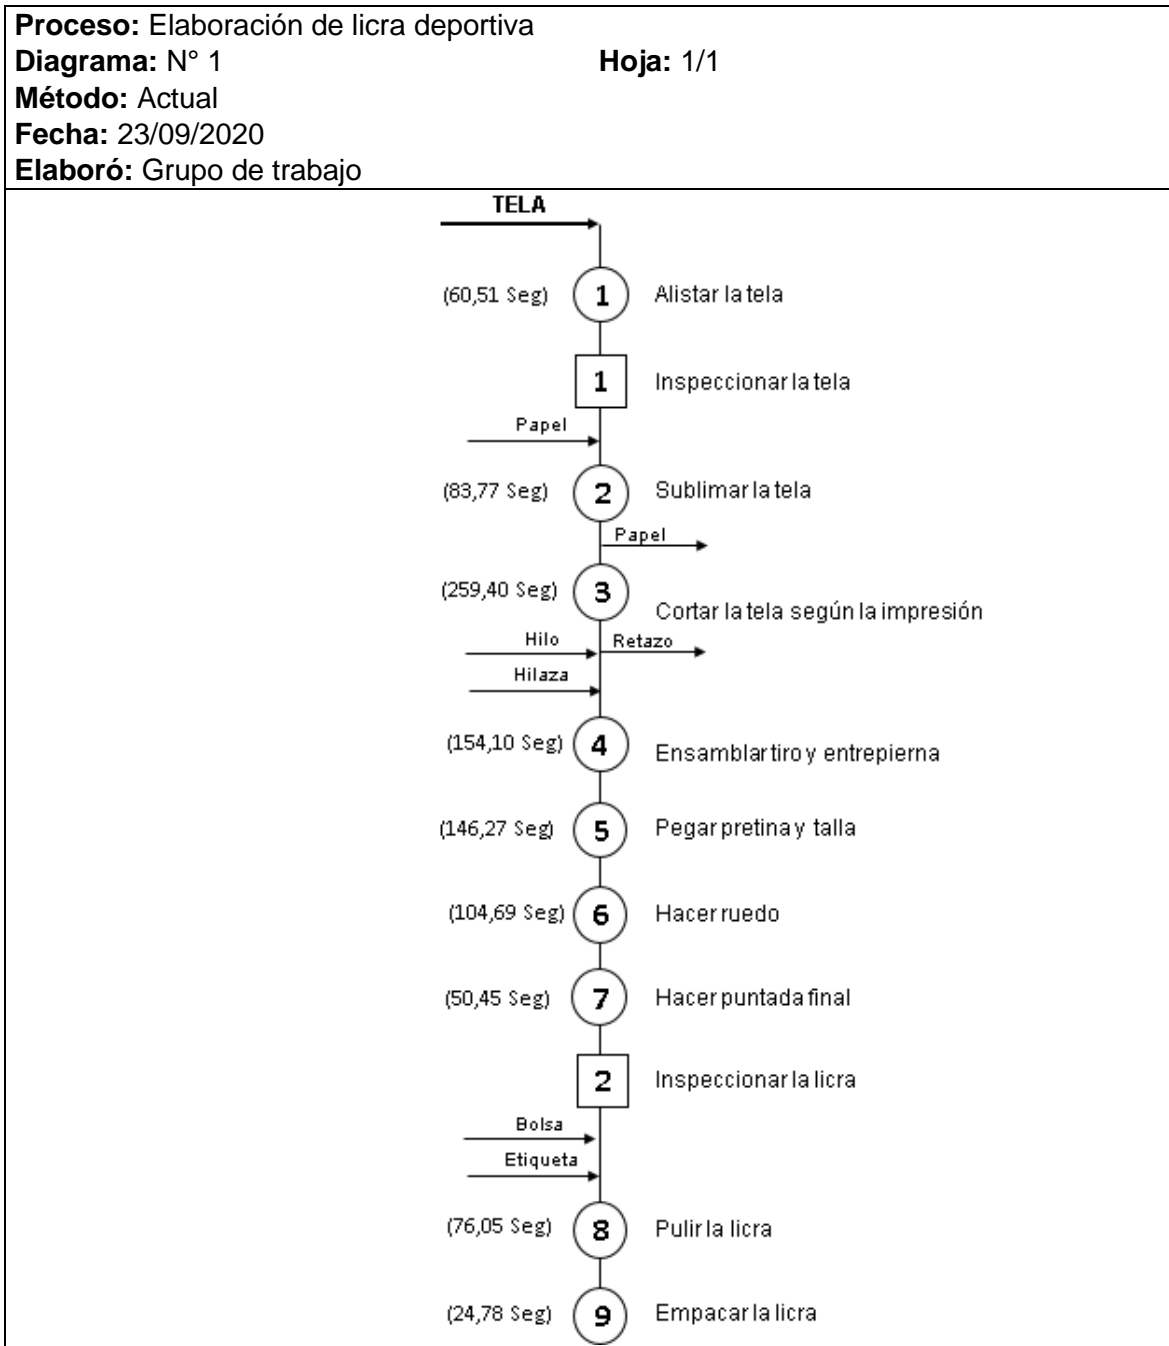 Proceso: Elaboración de licra deportiva
Diagrama: N° 1 Hoja: 1/1
Método: Actual
Fecha: 23/09/2020
Elaboró: Grupo de trabajo
TELA
(60,51 Seg) 1 Alistar la tela
1 Inspeccionar la tela
Papel
(83,77 Seg) 2 Sublimar la tela
Papel
(259,40 Seg) 3 Cortar la tela según la impresión
Hilo Retazo
Hilaza
(154,10 Seg) 4 Ensamblar tiro y entrepierna
(146,27 Seg) 5 Pegar pretina y talla
(104,69 Seg) 6 Hacer ruedo
(50,45 Seg) 7 Hacer puntada final
2 Inspeccionar la licra
Bolsa
Etiqueta
(76,05 Seg) 8 Pulir la licra
(24,78 Seg) 9 Empacar la licra